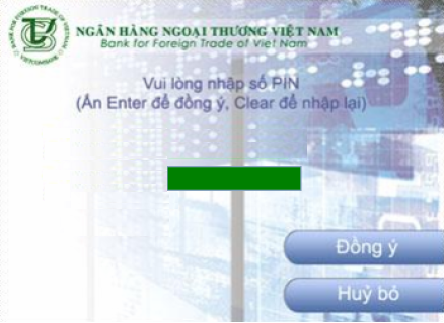 NGÂN HÀNG NGOẠI THƯƠNG VIỆT NAM
Bank for Foreign Trade of Viet Nam
Vui lòng nhập số PIN
(Ấn Enter để đồng ý, Clear để nhập lại)
Đồng ý
Huỷ bỏ